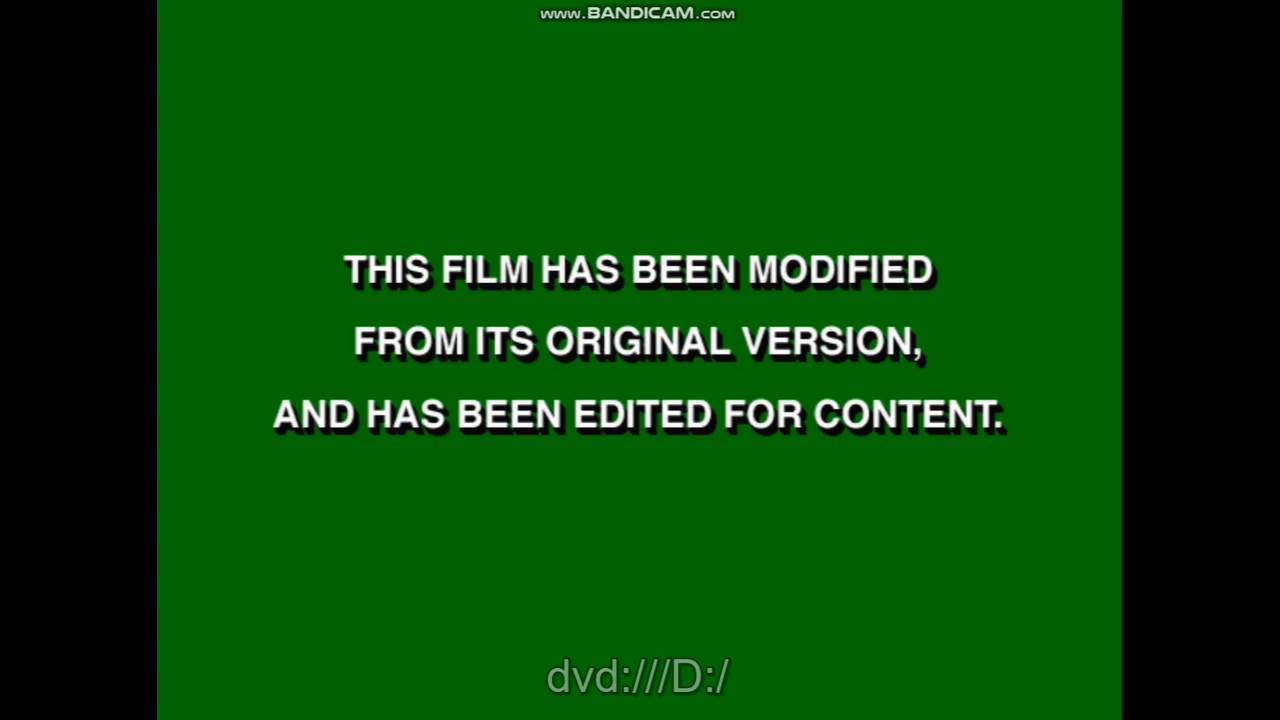 www.BANDICAM.com
THIS FILM HAS BEEN MODIFIED
FROM ITS ORIGINAL VERSION,
AND HAS BEEN EDITED FOR CONTENT.
dvd:///D:/